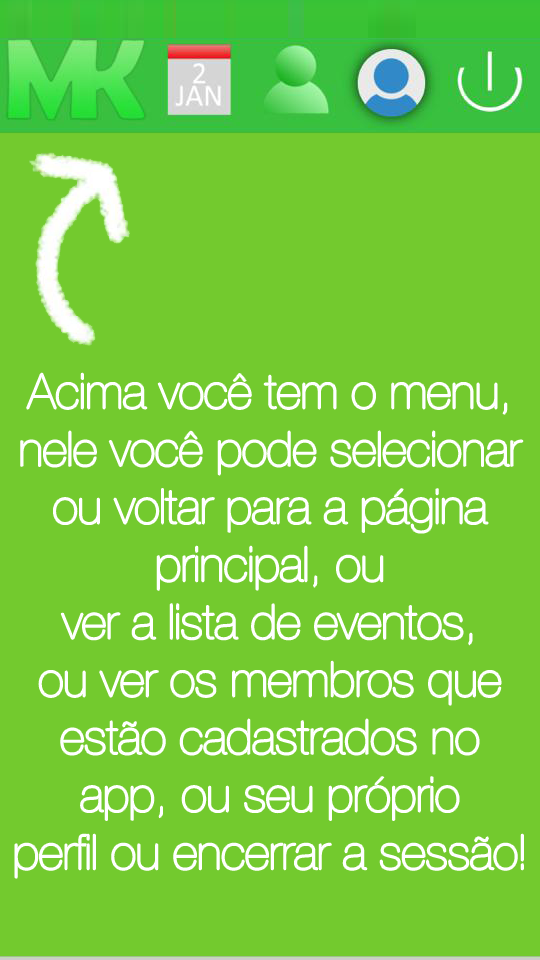 MK
2
JAN
Acima você tem o menu,
nele você pode selecionar
ou voltar para a página
principal, ou
ver a lista de eventos,
ou ver os membros que
estão cadastrados no
app, ou seu próprio
perfil ou encerrar a sessão!